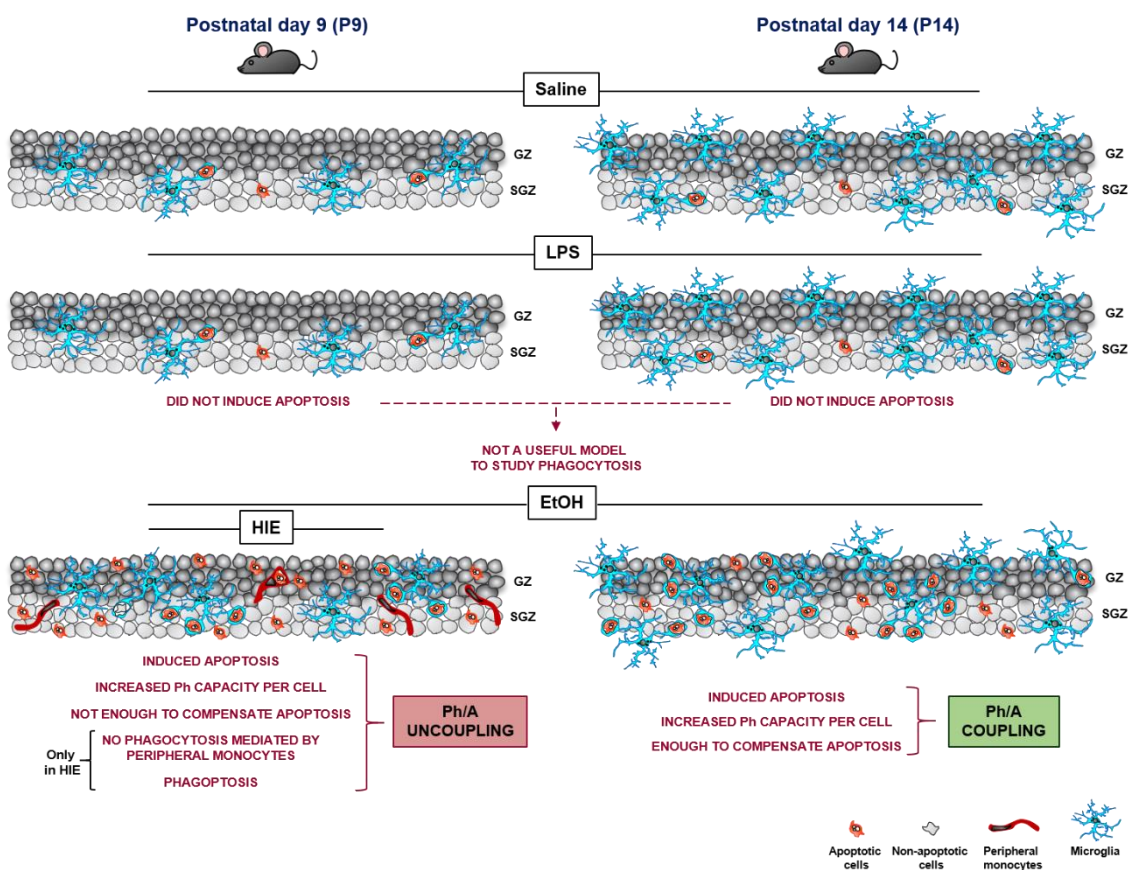 Postnatal day 9 (P9)
Postnatal day 14 (P14)
Saline
GZ
SGZ
GZ
SGZ
LPS
GZ
SGZ
GZ
SGZ
DID NOT INDUCE APOPTOSIS
DID NOT INDUCE APOPTOSIS
NOT A USEFUL MODEL
TO STUDY PHAGOCYTOSIS
EtOH
HIE
GZ
SGZ
GZ
SGZ
INDUCED APOPTOSIS
INCREASED Ph CAPACITY PER CELL
NOT ENOUGH TO COMPENSATE APOPTOSIS
Only
in HIE
NO PHAGOCYTOSIS MEDIATED BY
PERIPHERAL MONOCYTES
PHAGOPTOSIS
Ph/A
UNCOUPLING
INDUCED APOPTOSIS
INCREASED Ph CAPACITY PER CELL
ENOUGH TO COMPENSATE APOPTOSIS
Ph/A
COUPLING
Apoptotic
cells
Non-apoptotic
cells
Peripheral
monocytes
Microglia